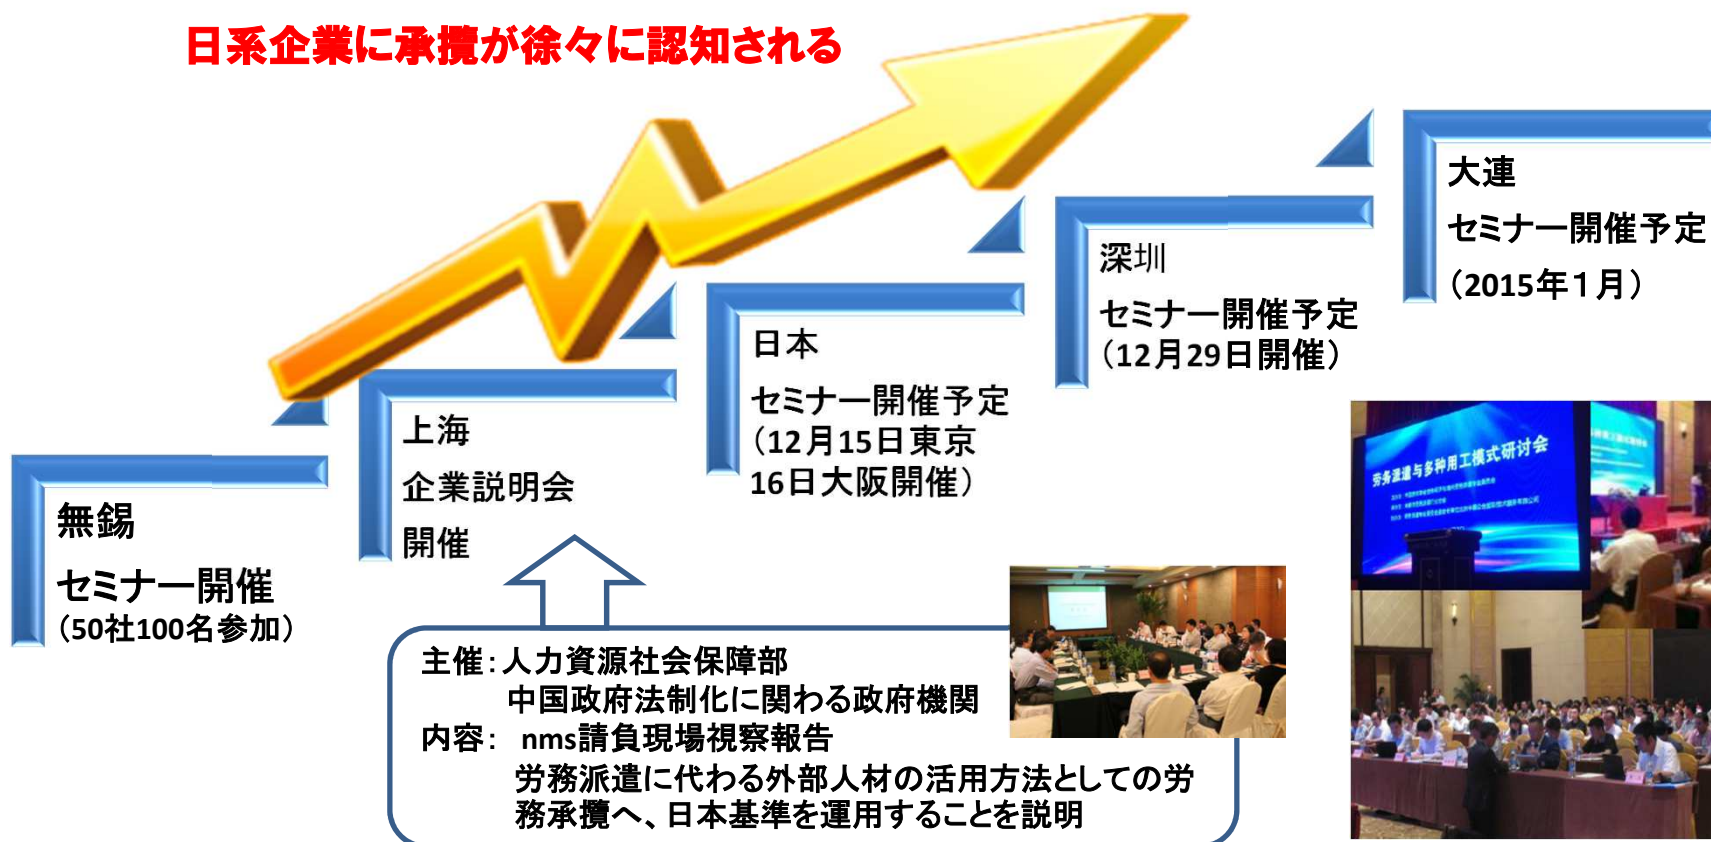 日系企業に承攬が徐々に認知される
無錫
セミナー開催
（50社100名参加）
上海
企業説明会
開催
日本
セミナー開催予定
（12月15日東京
16日大阪開催）
深圳
セミナー開催予定
（12月29日開催）
大連
セミナー開催予定
（2015年１月）
主催：人力資源社会保障部
中国政府法制化に関わる政府機関
内容： nms請負現場視察報告
労務派遣に代わる外部人材の活用方法としての労
務承攬へ、日本基準を運用することを説明
劳务派遣与多种用工模式研讨会